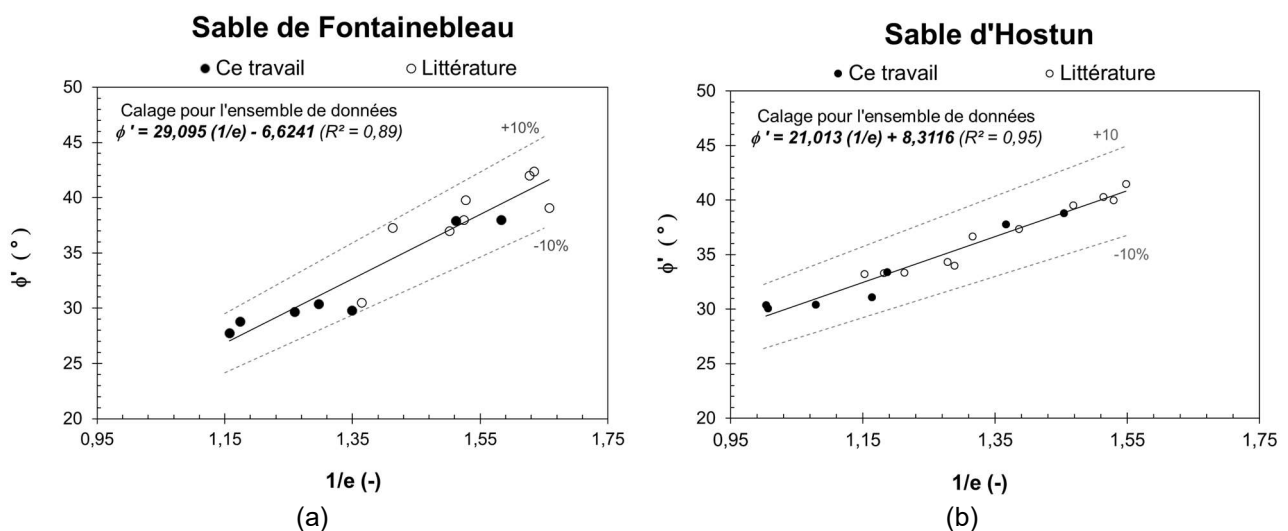 Sable de Fontainebleau
● Ce travail ○ Littérature
Calage pour l'ensemble de données
ϕ ' = 29,095 (1/e) - 6,6241 (R² = 0,89)
+10%
-10%
50
45
40
35
30
25
20
ϕ' (°)
0,95 1,15 1,35 1,55 1,75
1/e (-)
(a)
Sable d'Hostun
● Ce travail ○ Littérature
Calage pour l'ensemble de données
ϕ ' = 21,013 (1/e) + 8,3116 (R² = 0,95)
+10
-10%
50
45
40
35
30
25
20
ϕ' (°)
0,95 1,15 1,35 1,55 1,75
1/e (-)
(b)